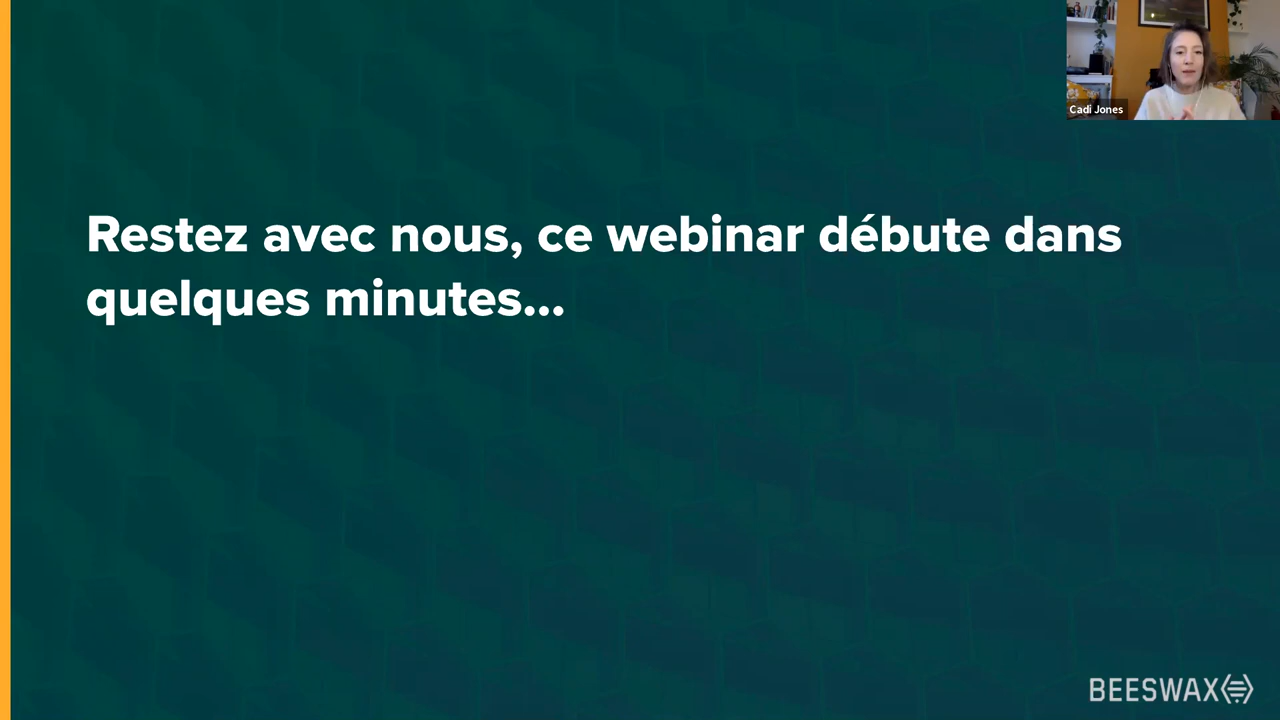 Cadi Jones
Restez avec nous, ce webinar débute dans
quelques minutes...
BEESWAX